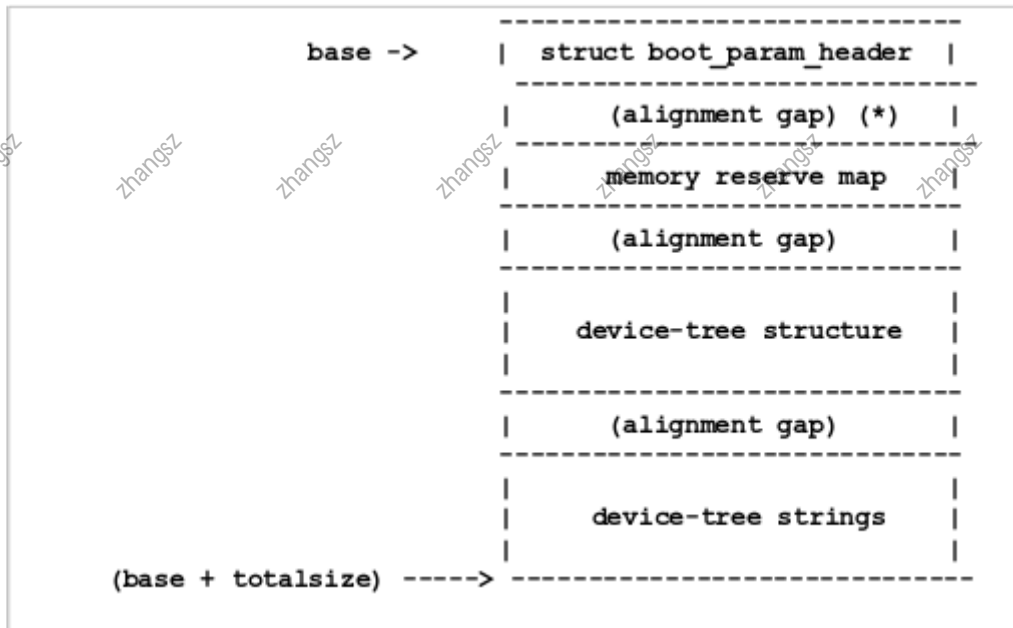 ------------------------------
base -> | struct boot_param_header |
------------------------------
| (alignment gap) (*) |
------------------------------
| memory reserve map |
------------------------------
| (alignment gap) |
------------------------------
| |
| device-tree structure |
| |
------------------------------
| (alignment gap) |
------------------------------
| |
| device-tree strings |
| |
(base + totalsize) -----> ------------------------------
zhangsz zhangsz zhangsz zhangsz zhangsz zhangsz